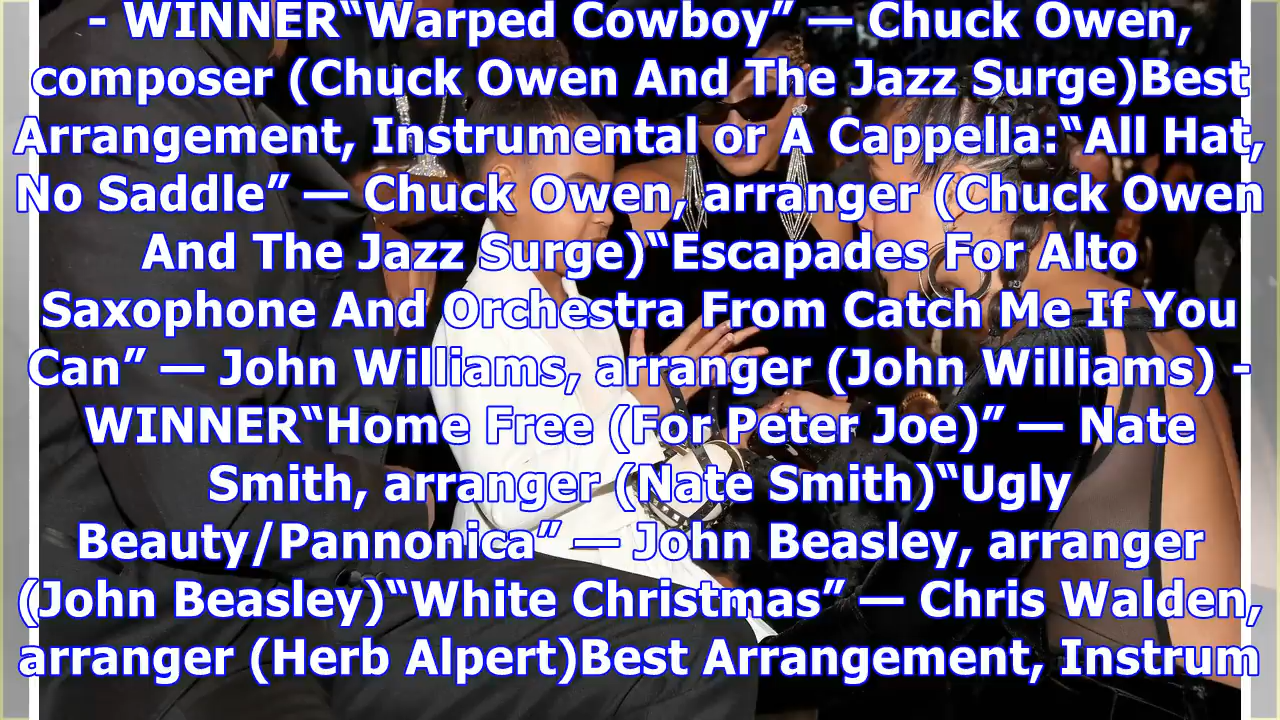 - WINNER“Warped Cowboy” — Chuck Owen,
composer (Chuck Owen And The Jazz Surge)Best
Arrangement, Instrumental or A Cappella:“All Hat,
No Saddle” — Chuck Owen, arranger (Chuck Owen
And The Jazz Surge)“Escapades For Alto
Saxophone And Orchestra From Catch Me If You
Can” — John Williams, arranger (John Williams) -
WINNER“Home Free (For Peter Joe)” — Nate
Smith, arranger (Nate Smith)“Ugly
Beauty/Pannonica” — John Beasley, arranger
(John Beasley)“White Christmas” — Chris Walden,
arranger (Herb Alpert)Best Arrangement, Instrum